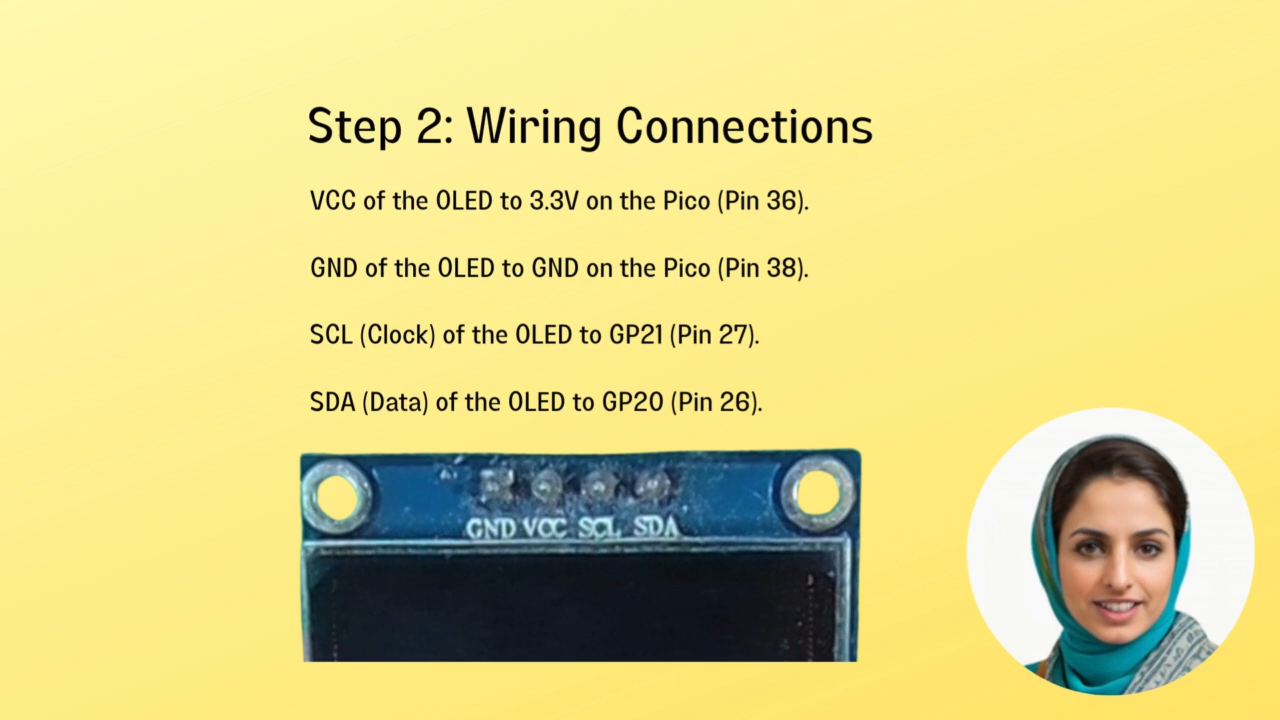 Step 2: Wiring Connections
VCC of the OLED to 3.3V on the Pico (Pin 36).
GND of the OLED to GND on the Pico (Pin 38).
SCL (Clock) of the OLED to GP21 (Pin 27).
SDA (Data) of the OLED to GP20 (Pin 26).
GND VCC SCL SDA